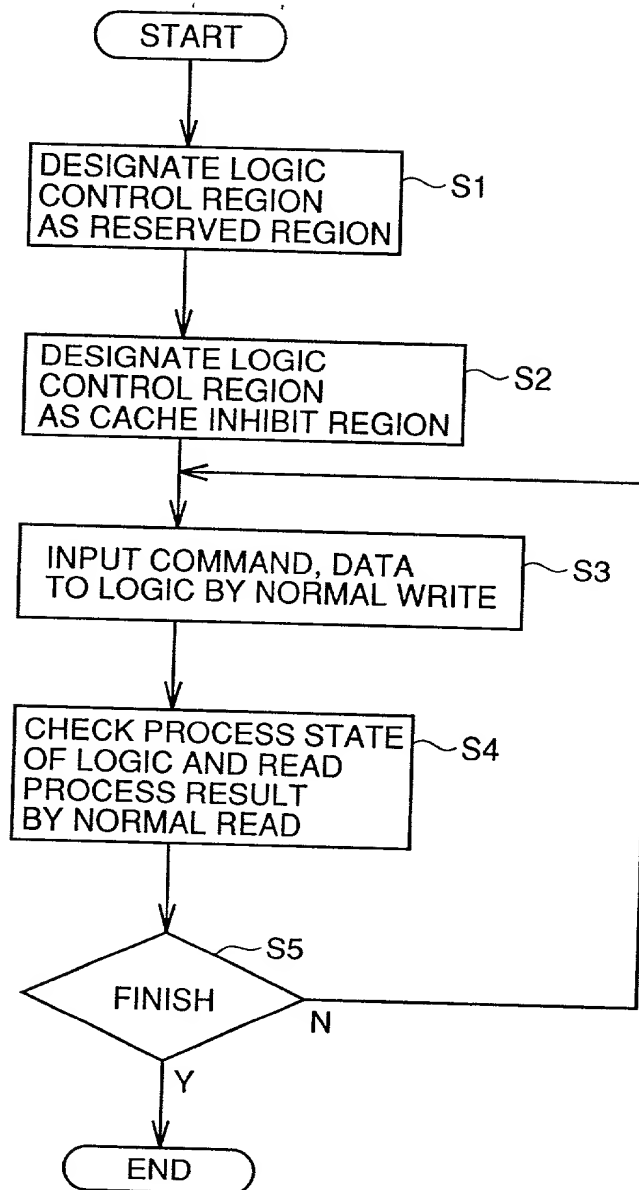 START
DESIGNATE LOGIC
CONTROL REGION
AS RESERVED REGION
S1
DESIGNATE LOGIC
CONTROL REGION
AS CACHE INHIBIT REGION
S2
INPUT COMMAND, DATA
TO LOGIC BY NORMAL WRITE
S3
CHECK PROCESS STATE
OF LOGIC AND READ
PROCESS RESULT
BY NORMAL READ
S4
S5
FINISH
N
Y
END